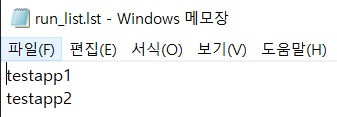 run_list.lst - Windows 메모장
파일(F) 편집(E) 서식(O) 보기(V) 도움말(H)
testapp1
testapp2